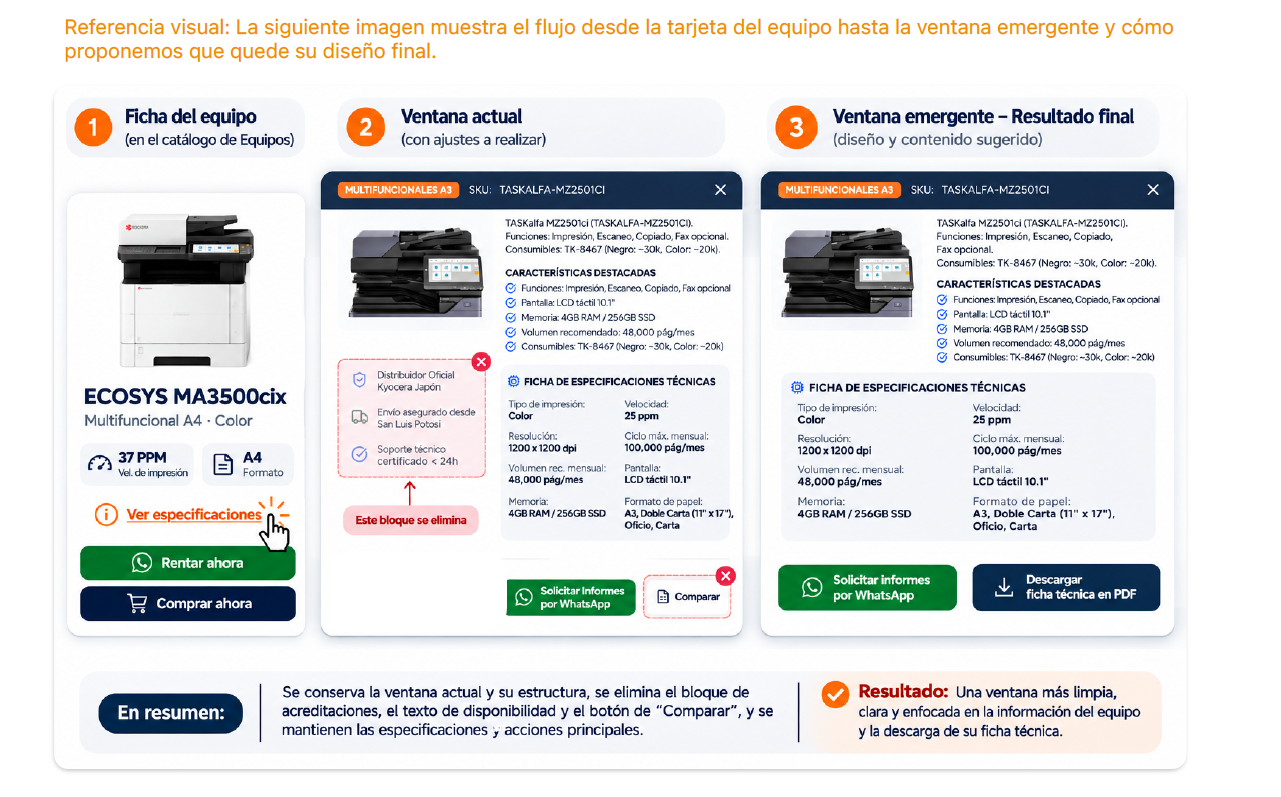 Referencia visual: La siguiente imagen muestra el flujo desde la tarjeta del equipo hasta la ventana emergente y cómo
proponemos que quede su diseño final.
1
Ficha del equipo
(en el catálogo de Equipos)
KYOCERA
ECOSYS MA3500cix
Multifuncional A4 · Color
37 PPM
Vel. de impresión
A4
Formato
Ver especificaciones
Rentar ahora
Comprar ahora
2
Ventana actual
(con ajustes a realizar)
MULTIFUNCIONALES A3 SKU: TASKALFA-MZ2501CI
TASKalfa MZ2501ci (TASKALFA-MZ2501CI).
Funciones: Impresión, Escaneo, Copiado, Fax opcional.
Consumibles: TK-8467 (Negro: ~30k, Color: ~20k).
CARACTERÍSTICAS DESTACADAS
Funciones: Impresión, Escaneo, Copiado, Fax opcional
Pantalla: LCD táctil 10.1"
Memoria: 4GB RAM / 256GB SSD
Volumen recomendado: 48,000 pág/mes
Consumibles: TK-8467 (Negro: ~30k, Color: ~20k)
Distribuidor Oficial
Kyocera Japón
Envío asegurado desde
San Luis Potosí
Soporte técnico
certificado < 24h
Este bloque se elimina
FICHA DE ESPECIFICACIONES TÉCNICAS
Tipo de impresión:
Color
Velocidad:
25 ppm
Resolución:
1200 x 1200 dpi
Ciclo máx. mensual:
100,000 pág/mes
Volumen rec. mensual:
48,000 pág/mes
Pantalla:
LCD táctil 10.1"
Memoria:
4GB RAM / 256GB SSD
Formato de papel:
A3, Doble Carta (11" x 17"),
Oficio, Carta
Solicitar Informes
por WhatsApp
Comparar
3
Ventana emergente – Resultado final
(diseño y contenido sugerido)
MULTIFUNCIONALES A3 SKU: TASKALFA-MZ2501CI
TASKalfa MZ2501ci (TASKALFA-MZ2501CI).
Funciones: Impresión, Escaneo, Copiado,
Fax opcional.
Consumibles: TK-8467 (Negro: ~30k, Color: ~20k).
CARACTERÍSTICAS DESTACADAS
Funciones: Impresión, Escaneo, Copiado, Fax opcional
Pantalla: LCD táctil 10.1"
Memoria: 4GB RAM / 256GB SSD
Volumen recomendado: 48,000 pág/mes
Consumibles: TK-8467 (Negro: ~30k, Color: ~20k)
FICHA DE ESPECIFICACIONES TÉCNICAS
Tipo de impresión:
Color
Velocidad:
25 ppm
Resolución:
1200 x 1200 dpi
Ciclo máx. mensual:
100,000 pág/mes
Volumen rec. mensual:
48,000 pág/mes
Pantalla:
LCD táctil 10.1"
Memoria:
4GB RAM / 256GB SSD
Formato de papel:
A3, Doble Carta (11" x 17"),
Oficio, Carta
Solicitar informes
por WhatsApp
Descargar
ficha técnica en PDF
En resumen:
Se conserva la ventana actual y su estructura, se elimina el bloque de
acreditaciones, el texto de disponibilidad y el botón de “Comparar”, y se
mantienen las especificaciones y acciones principales.
Resultado: Una ventana más limpia,
clara y enfocada en la información del equipo
y la descarga de su ficha técnica.